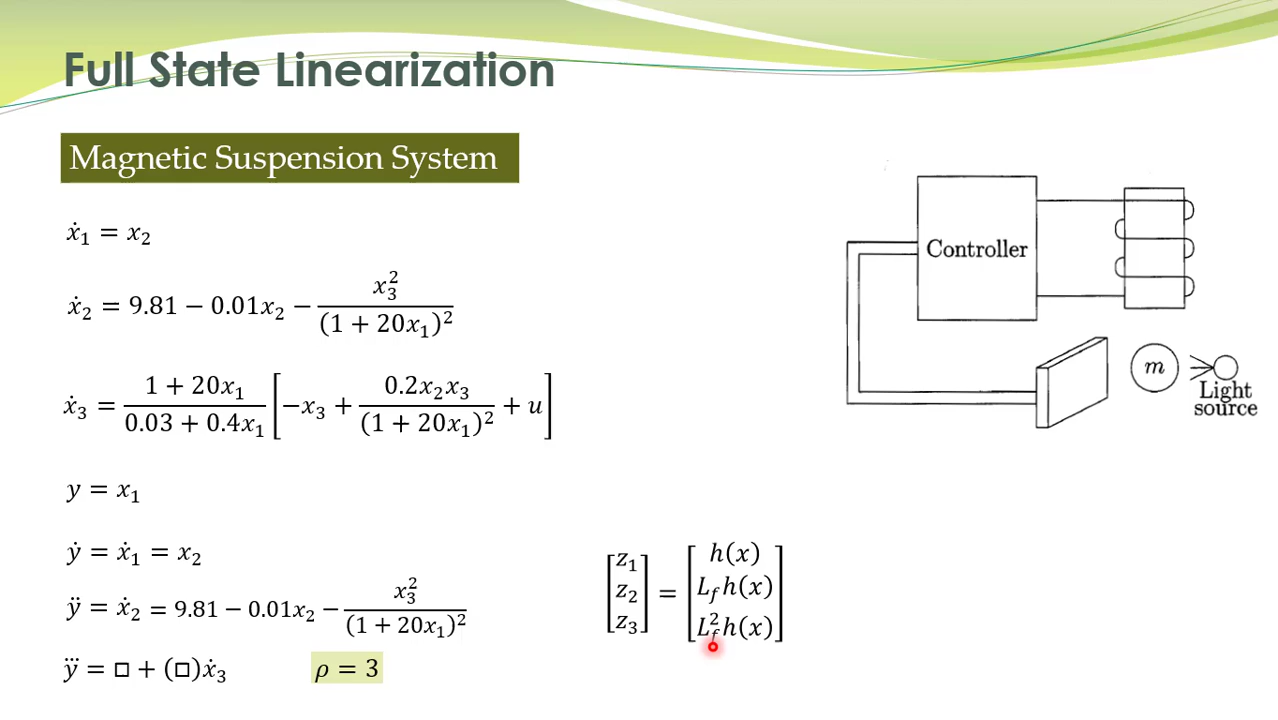 Full State Linearization
Magnetic Suspension System
ẋ₁ = x₂
ẋ₂ = 9.81 − 0.01x₂ − x₃² / (1 + 20x₁)²
ẋ₃ = (1 + 20x₁) / (0.03 + 0.4x₁) [−x₃ + 0.2x₂x₃ / (1 + 20x₁)² + u]
y = x₁
ẏ = ẋ₁ = x₂
ÿ = ẋ₂ = 9.81 − 0.01x₂ − x₃² / (1 + 20x₁)²
y⃛ = □ + (□)ẋ₃
ρ = 3
[z₁ z₂ z₃] = [h(x) L_f h(x) L_f² h(x)]
Controller
m
Light
source